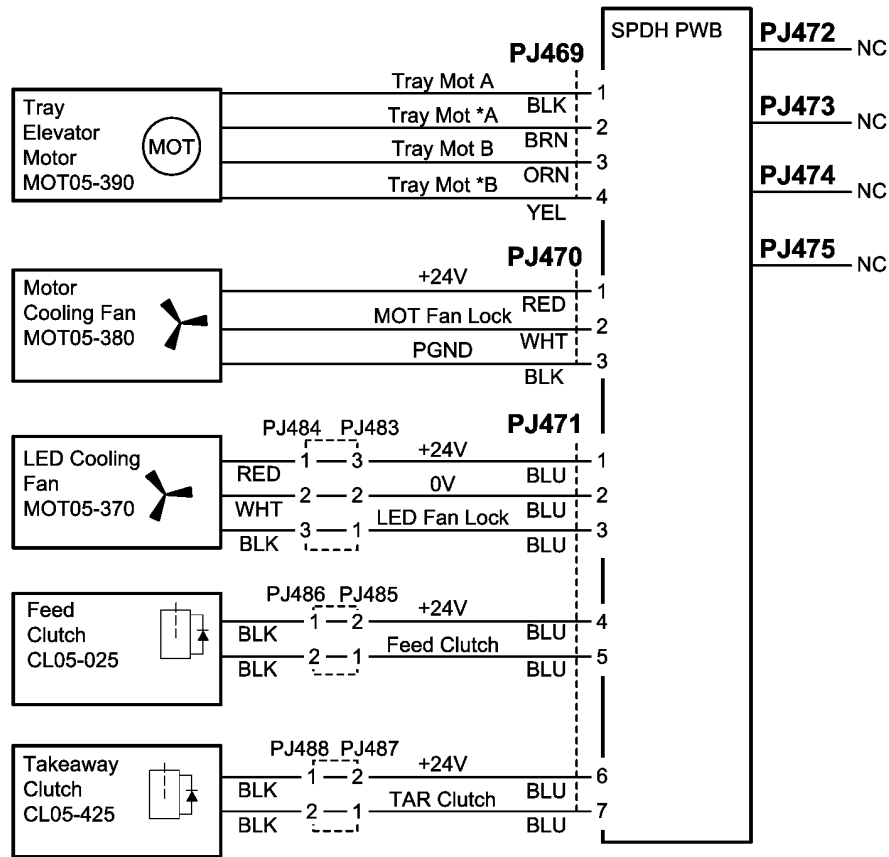 SPDH PWB
PJ472
NC
PJ473
NC
PJ474
NC
PJ475
NC
PJ469
Tray
Elevator
Motor
MOT05-390
MOT
Tray Mot A
BLK
1
Tray Mot *A
BRN
2
Tray Mot B
ORN
3
Tray Mot *B
YEL
4
PJ470
Motor
Cooling Fan
MOT05-380
+24V
RED
1
MOT Fan Lock
WHT
2
PGND
BLK
3
PJ471
PJ484 PJ483
LED Cooling
Fan
MOT05-370
RED
1 3
+24V
BLU
1
WHT
2 2
0V
BLU
2
BLK
3 1
LED Fan Lock
BLU
3
PJ486 PJ485
Feed
Clutch
CL05-025
BLK
1 2
+24V
BLU
4
BLK
2 1
Feed Clutch
BLU
5
PJ488 PJ487
Takeaway
Clutch
CL05-425
BLK
1 2
+24V
BLU
6
BLK
2 1
TAR Clutch
BLU
7